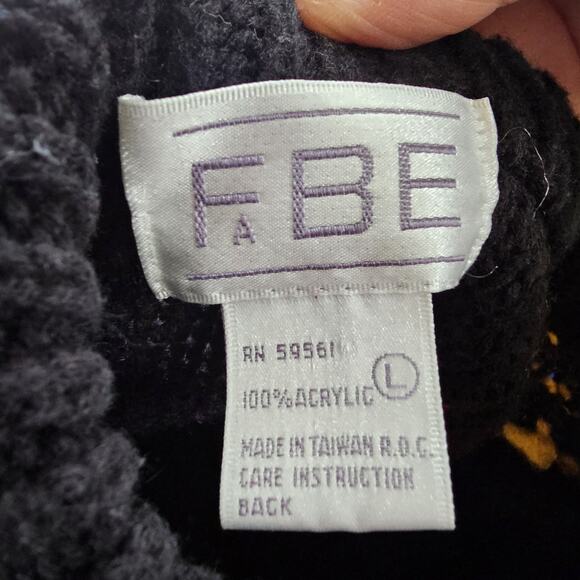 FABE
RN 59561
100% ACRYLIC
L
MADE IN TAIWAN R.O.C.
CARE INSTRUCTION
BACK